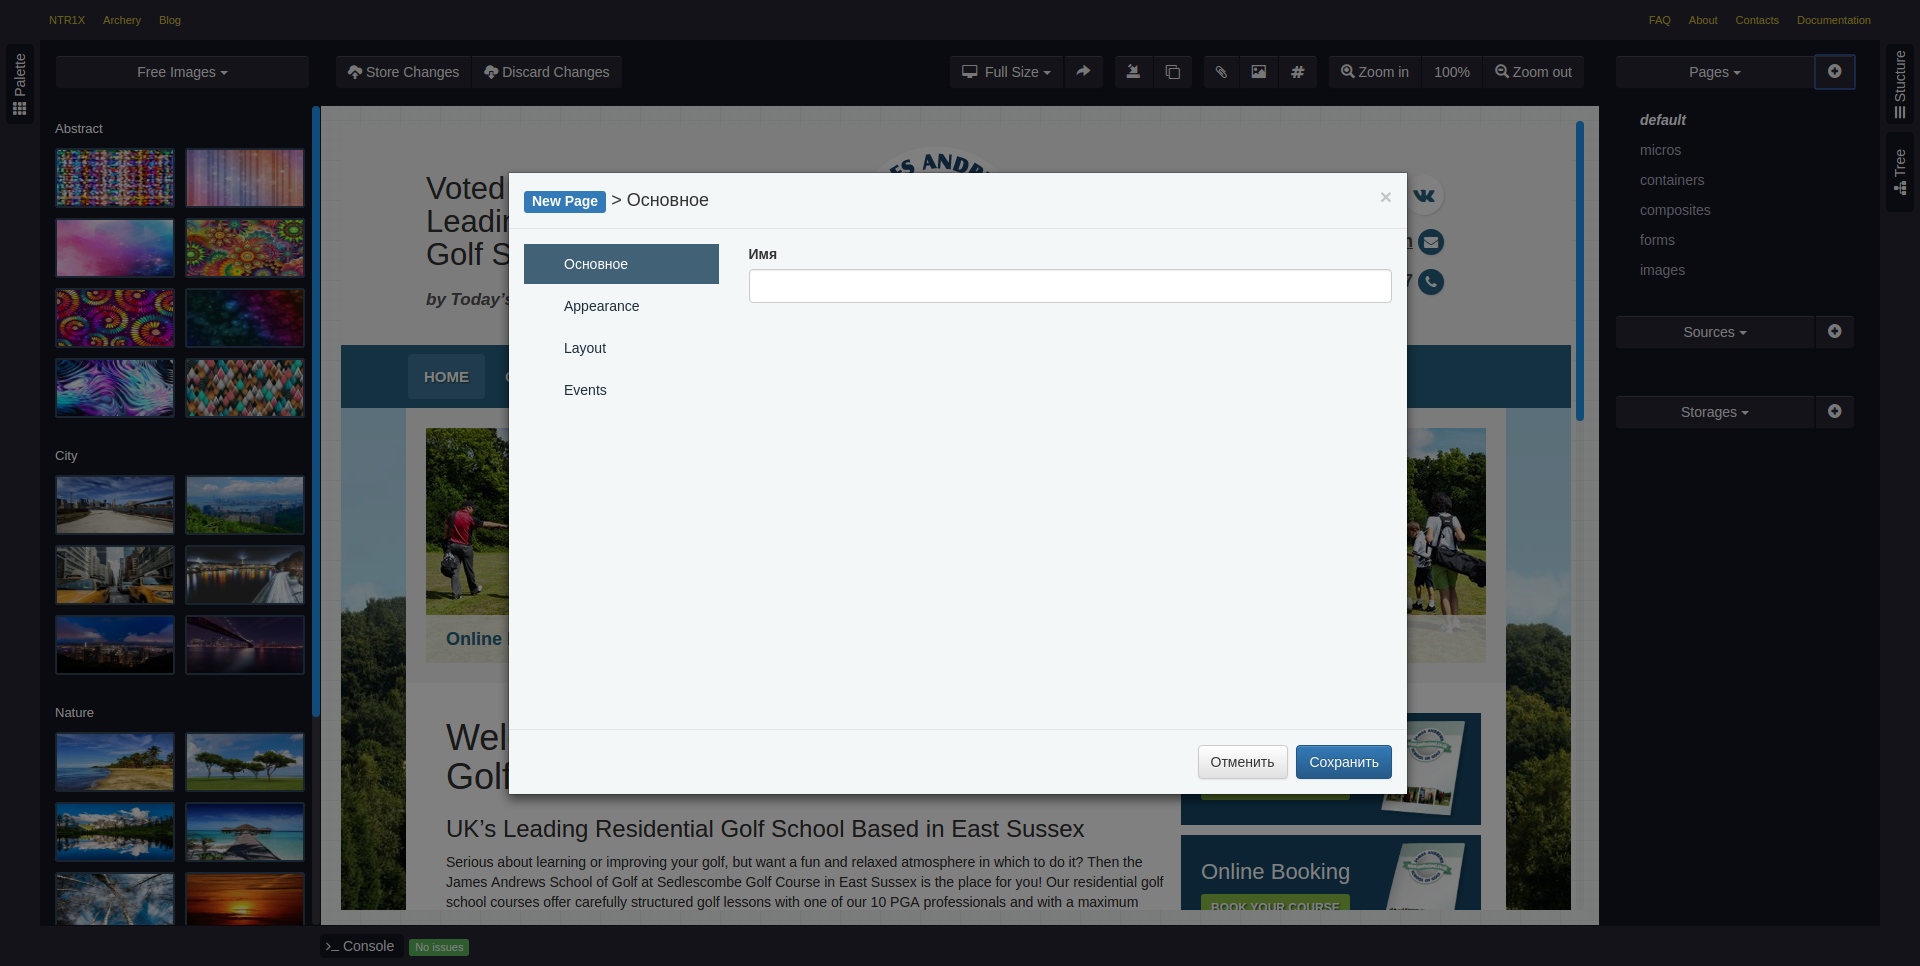 NTR1X Archery Blog
FAQ About Contacts Documentation
Palette
Free Images
Store Changes Discard Changes
Full Size
Zoom in 100% Zoom out
Pages
Stucture
Tree
Abstract
City
Nature
default
micros
containers
composites
forms
images
Sources
Storages
Voted
Golf S
by Today's
HOME
New Page > Основное
×
Основное
Appearance
Layout
Events
Имя
Отменить Сохранить
Online
UK's Leading Residential Golf School Based in East Sussex
Serious about learning or improving your golf, but want a fun and relaxed atmosphere in which to do it? Then the
James Andrews School of Golf at Sedlescombe Golf Course in East Sussex is the place for you! Our residential golf
school courses offer carefully structured golf lessons with one of our 10 PGA professionals and with a maximum
Online Booking
BOOK YOUR COURSE
Console No issues